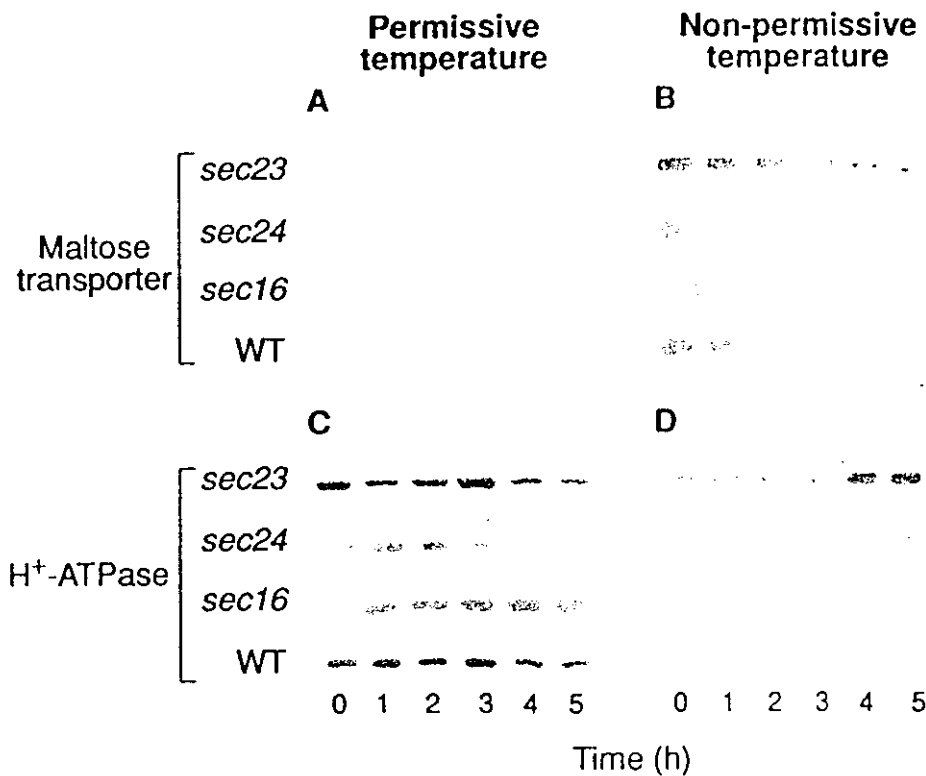 Permissive
temperature
Non-permissive
temperature
A
B
Maltose
transporter
sec23
sec24
sec16
WT
C
D
H+-ATPase
sec23
sec24
sec16
WT
0 1 2 3 4 5
0 1 2 3 4 5
Time (h)